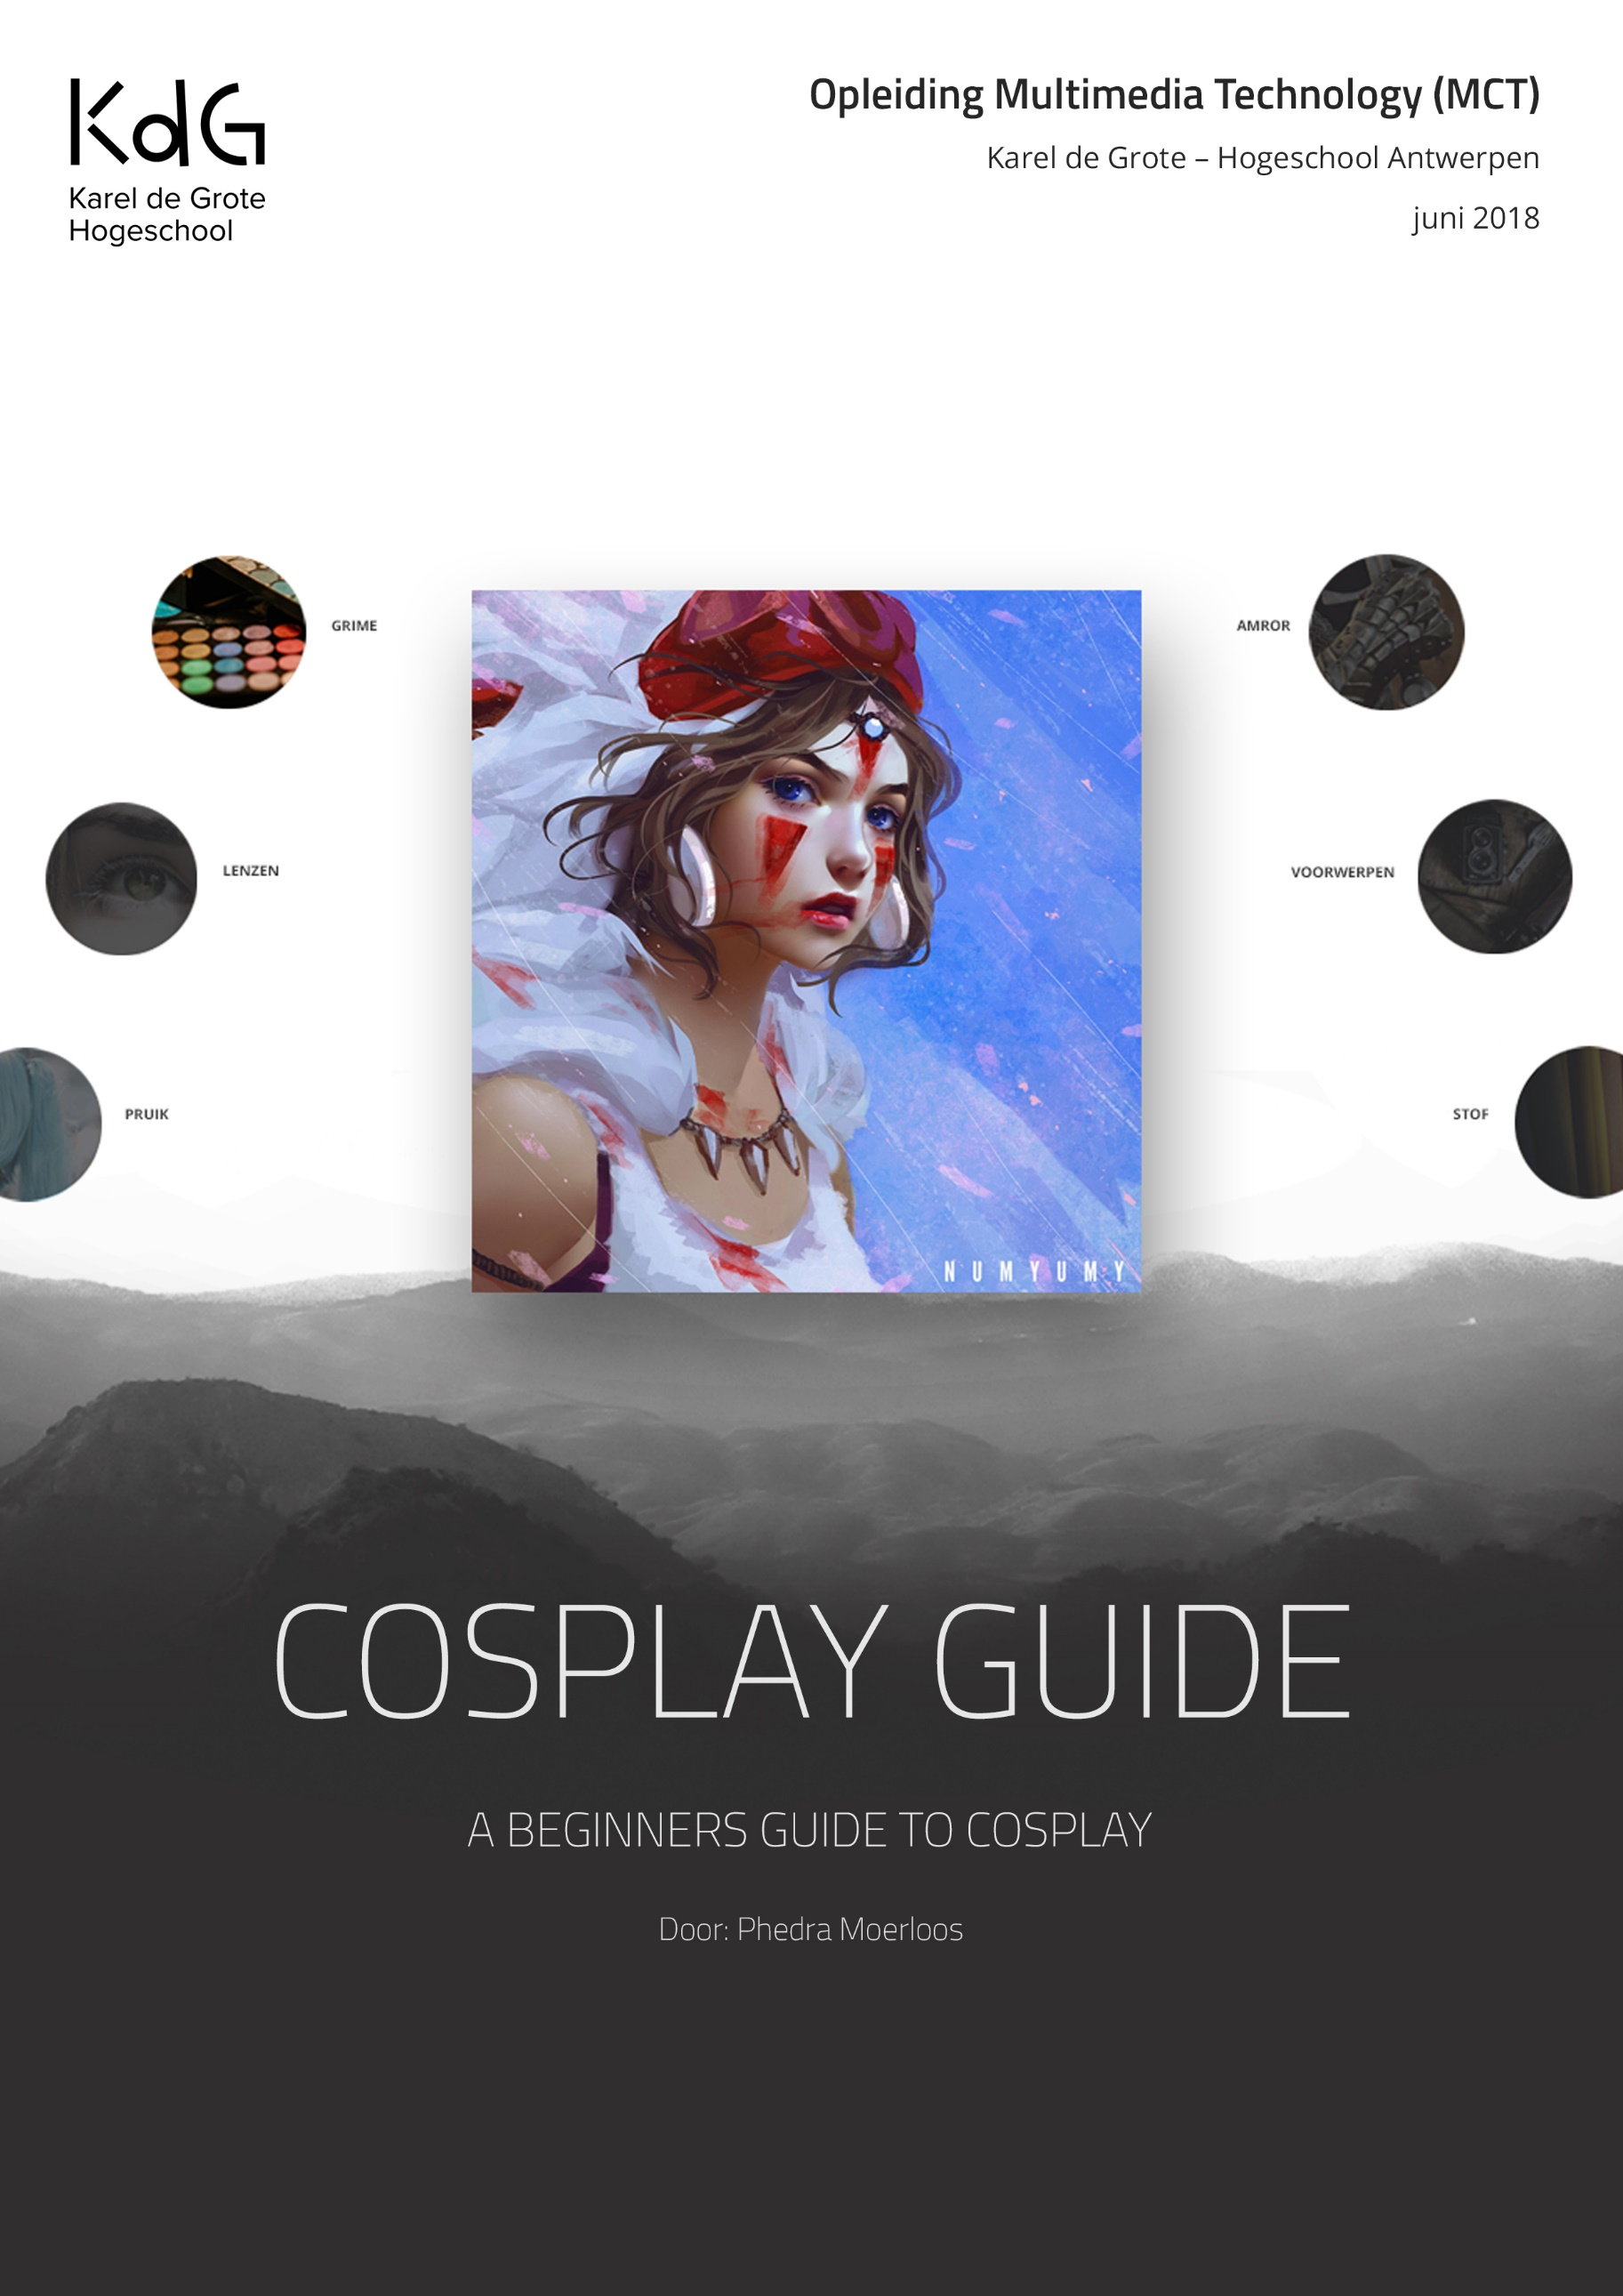 KdG
Karel de Grote
Hogeschool
Opleiding Multimedia Technology (MCT)
Karel de Grote – Hogeschool Antwerpen
juni 2018
GRIME
AMROR
LENZEN
VOORWERPEN
PRUIK
STOF
NUMYUMY
COSPLAY GUIDE
A BEGINNERS GUIDE TO COSPLAY
Door: Phedra Moerloos